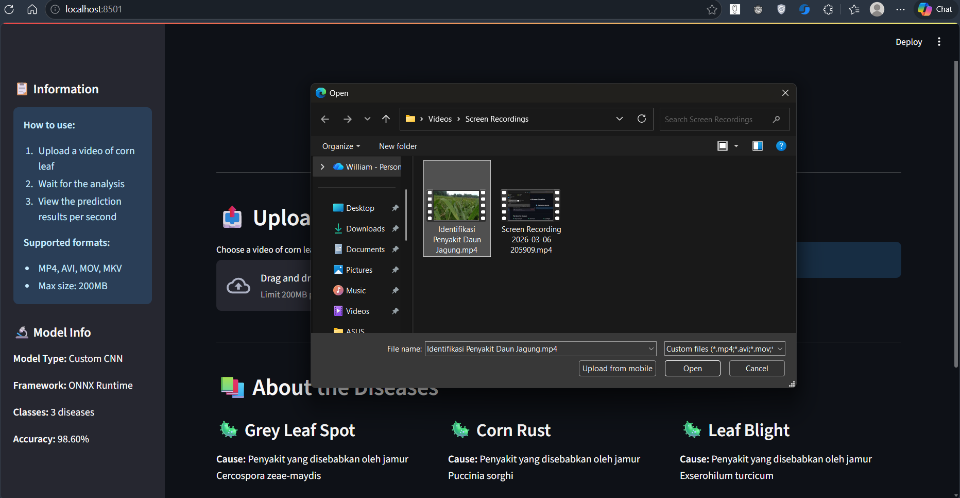 localhost:8501
Chat
Deploy
Information
How to use:
1. Upload a video of corn
leaf
2. Wait for the analysis
3. View the prediction
results per second
Supported formats:
MP4, AVI, MOV, MKV
Max size: 200MB
Model Info
Model Type: Custom CNN
Framework: ONNX Runtime
Classes: 3 diseases
Accuracy: 98.60%
Uploa
Choose a video of corn lea
Drag and dr
Limit 200MB p
Open
Videos
Screen Recordings
Search Screen Recordings
Organize
New folder
William - Person
Desktop
Downloads
Documents
Pictures
Music
Videos
ASUS
Identifikasi
Penyakit Daun
Jagung.mp4
Screen Recording
2026-03-06
205909.mp4
File name:
Identifikasi Penyakit Daun Jagung.mp4
Custom files (*.mp4;*.avi;*.mov;*
Upload from mobile
Open
Cancel
About the Diseases
Grey Leaf Spot
Cause: Penyakit yang disebabkan oleh jamur
Cercospora zeae-maydis
Corn Rust
Cause: Penyakit yang disebabkan oleh jamur
Puccinia sorghi
Leaf Blight
Cause: Penyakit yang disebabkan oleh jamur
Exserohilum turcicum